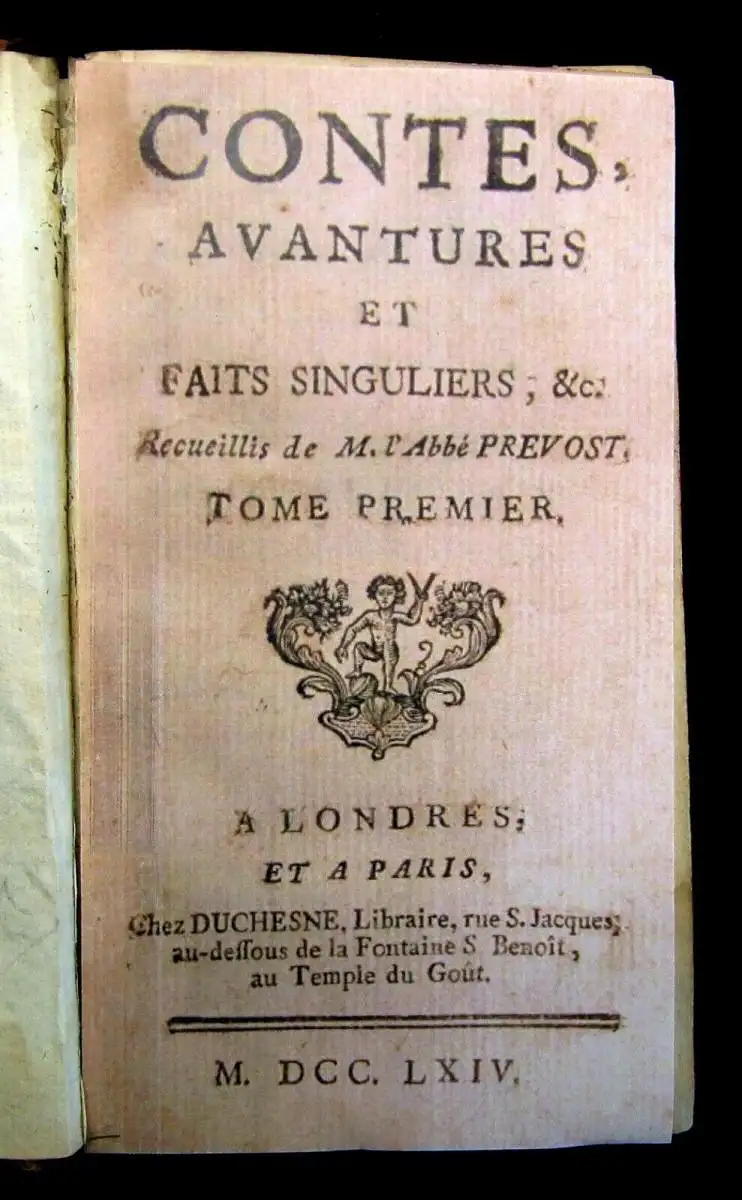 CONTES,
AVANTURES
ET
FAITS SINGULIERS, &c.
Recueillis de M. l'Abbé PREVOST.
TOME PREMIER.
A LONDRES;
ET A PARIS,
Chez DUCHESNE, Libraire, rue S. Jacques;
au-deſſous de la Fontaine S. Benoît,
au Temple du Goût.
M. DCC. LXIV.